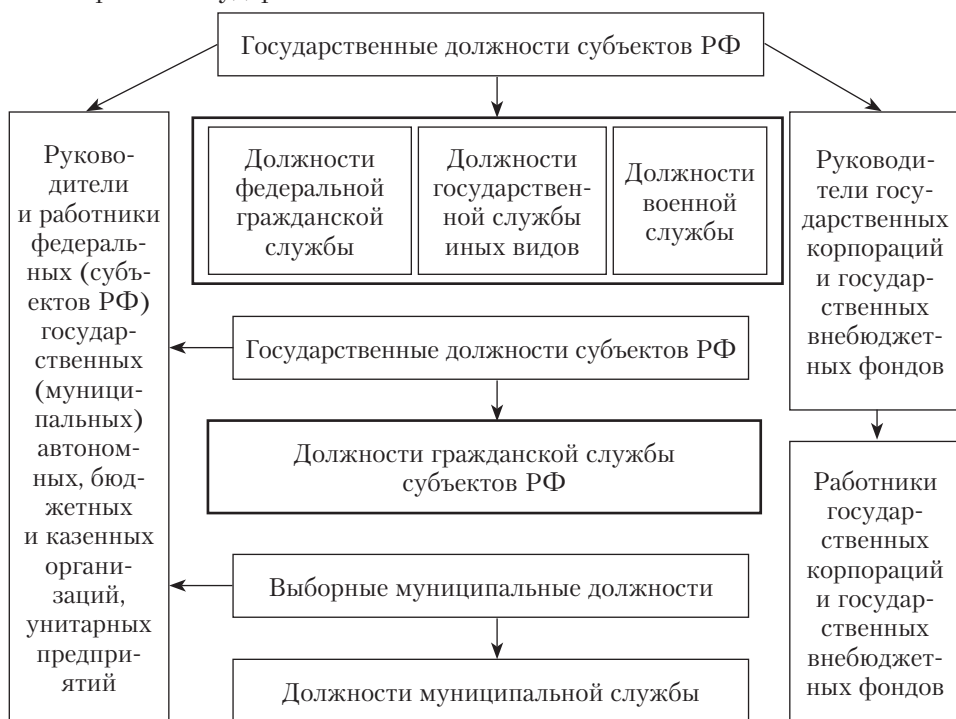 Государственные должности субъектов РФ
Руково-
дители
и работники
федераль-
ных (субъ-
ектов РФ)
государ-
ственных
(муници-
пальных)
автоном-
ных, бюд-
жетных
и казенных
органи-
заций,
унитарных
предпри-
ятий
Должности
федеральной
гражданской
службы
Должности
государствен-
ной службы
иных видов
Должности
военной
службы
Руководи-
тели госу-
дарственных
корпораций
и государ-
ственных
внебюджет-
ных фондов
Государственные должности субъектов РФ
Должности гражданской службы
субъектов РФ
Работники
государ-
ственных
корпораций
и государ-
ственных
внебюджет-
ных фондов
Выборные муниципальные должности
Должности муниципальной службы